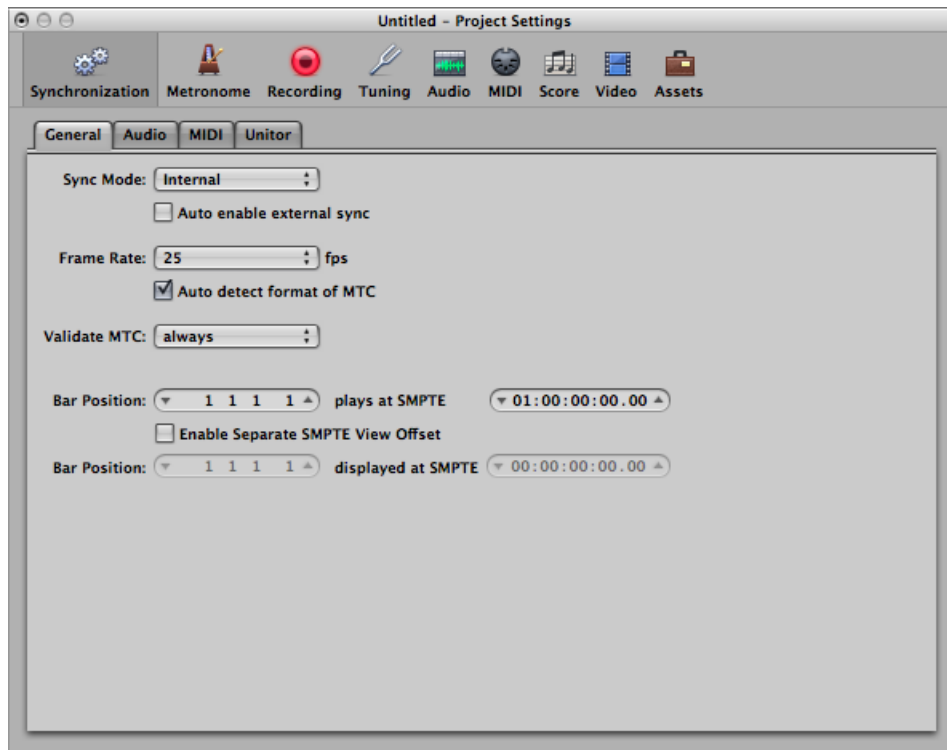 Untitled – Project Settings
Synchronization Metronome Recording Tuning Audio MIDI Score Video Assets
General Audio MIDI Unitor
Sync Mode: Internal
Auto enable external sync
Frame Rate: 25 fps
Auto detect format of MTC
Validate MTC: always
Bar Position: 1 1 1 1 plays at SMPTE 01:00:00:00.00
Enable Separate SMPTE View Offset
Bar Position: 1 1 1 1 displayed at SMPTE 00:00:00:00.00